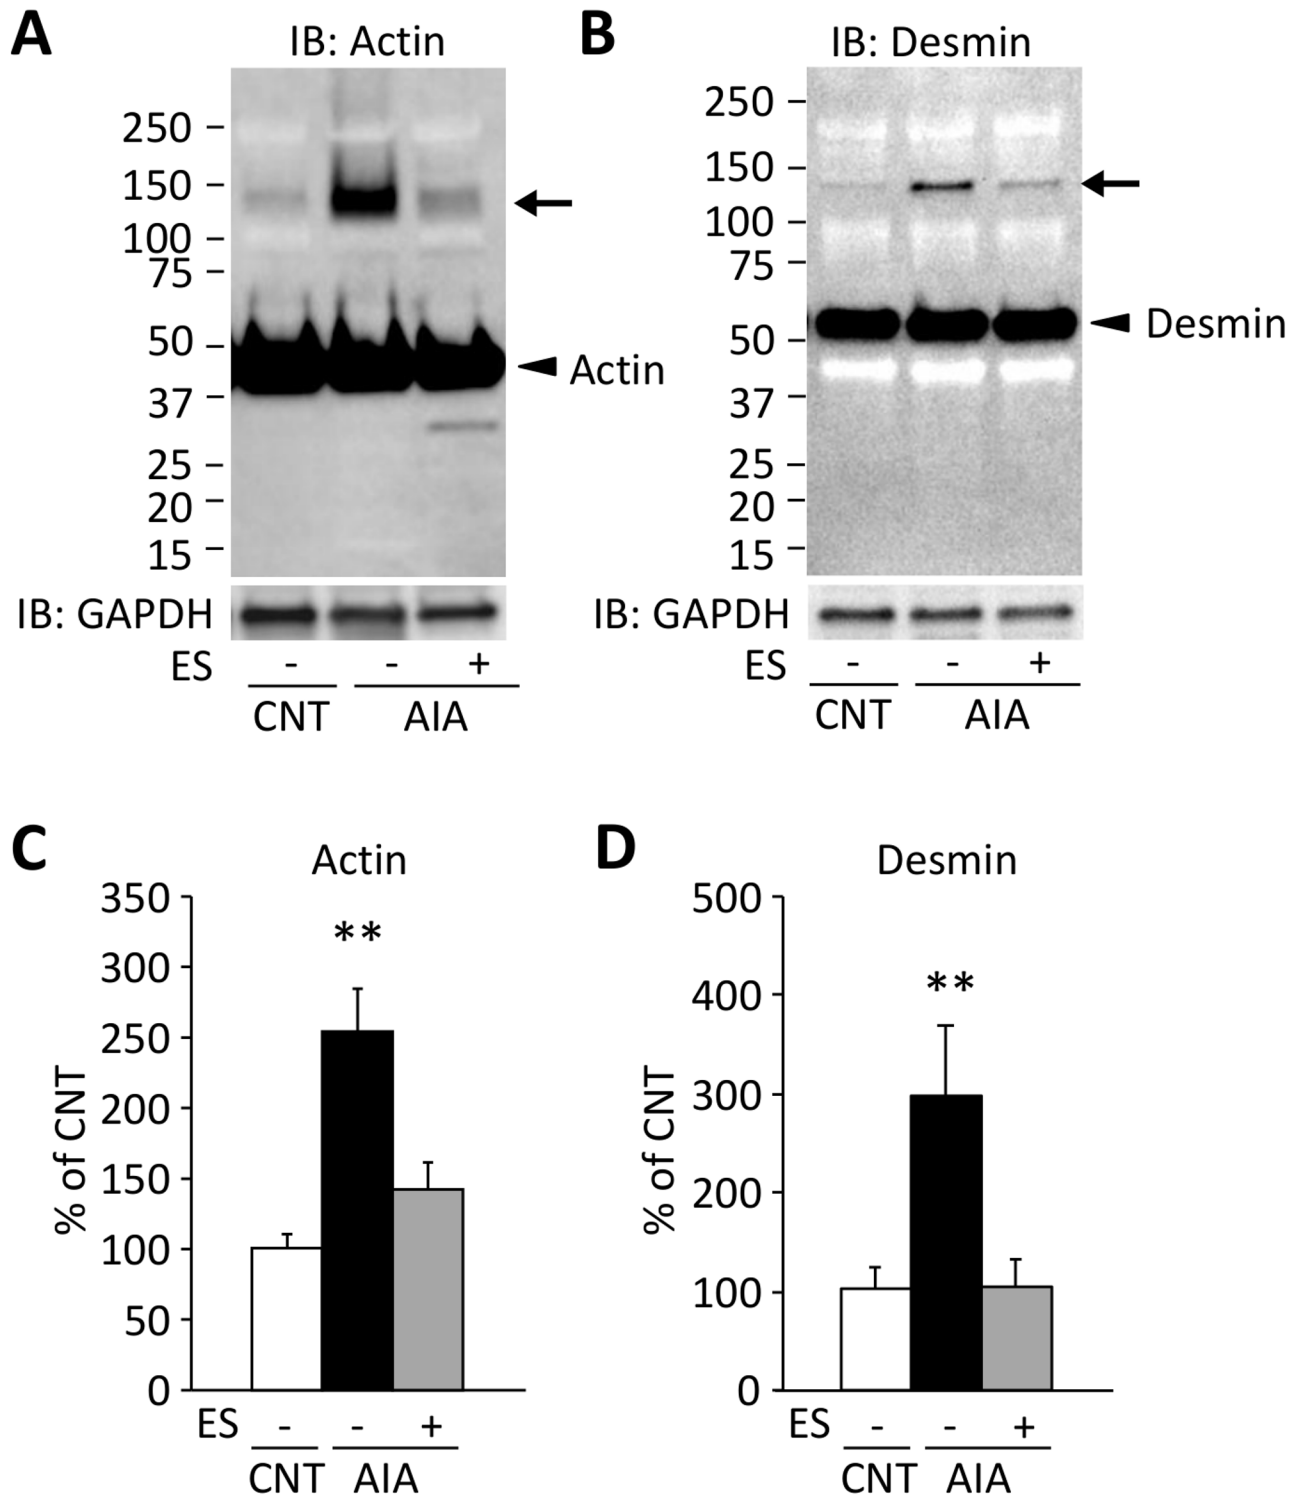 A
IB: Actin
250
150
100
75
50
37
25
20
15
Actin
IB: GAPDH
ES - - +
CNT AIA
B
IB: Desmin
250
150
100
75
50
37
25
20
15
Desmin
IB: GAPDH
ES - - +
CNT AIA
C
Actin
% of CNT
350
300
250
200
150
100
50
0
**
ES - - +
CNT AIA
D
Desmin
% of CNT
500
400
300
200
100
0
**
ES - - +
CNT AIA